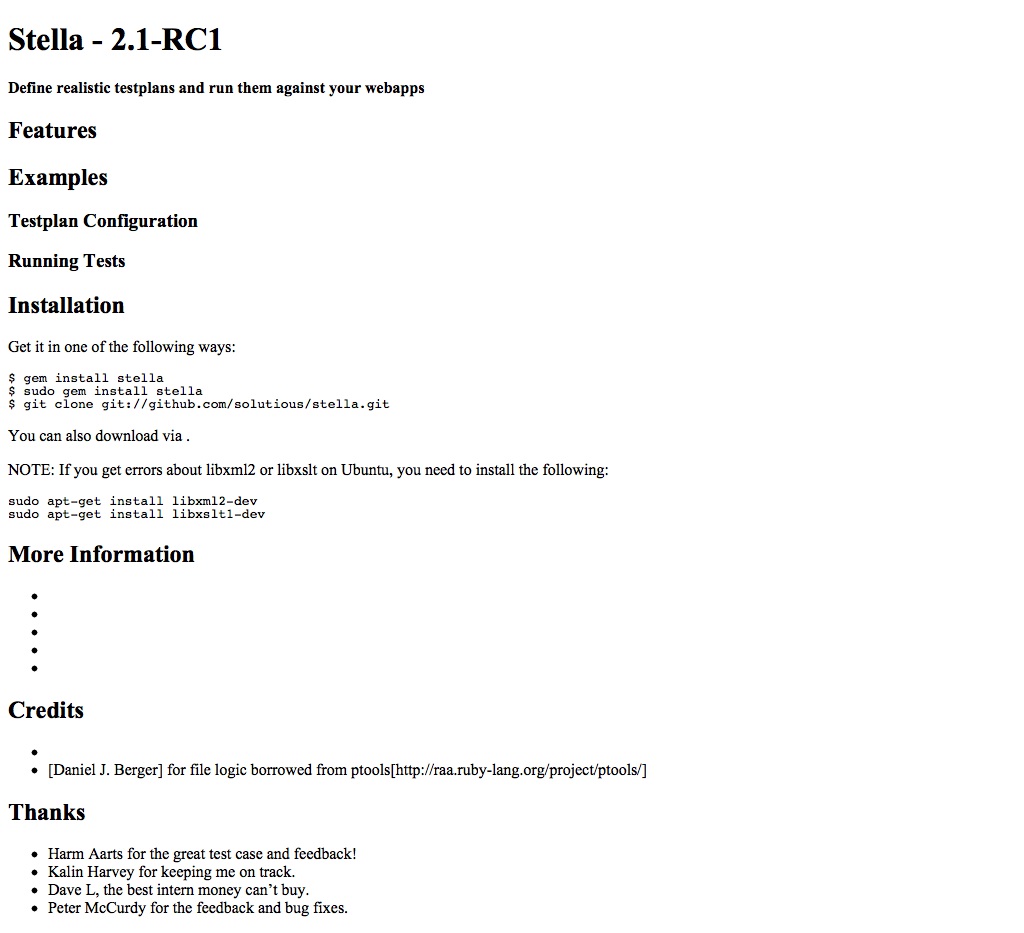 Stella - 2.1-RC1
Define realistic testplans and run them against your webapps
Features
Examples
Testplan Configuration
Running Tests
Installation
Get it in one of the following ways:
$ gem install stella
$ sudo gem install stella
$ git clone git://github.com/solutious/stella.git
You can also download via .
NOTE: If you get errors about libxml2 or libxslt on Ubuntu, you need to install the following:
sudo apt-get install libxml2-dev
sudo apt-get install libxslt1-dev
More Information
•
•
•
•
•
Credits
•
• [Daniel J. Berger] for file logic borrowed from ptools[http://raa.ruby-lang.org/project/ptools/]
Thanks
• Harm Aarts for the great test case and feedback!
• Kalin Harvey for keeping me on track.
• Dave L, the best intern money can’t buy.
• Peter McCurdy for the feedback and bug fixes.